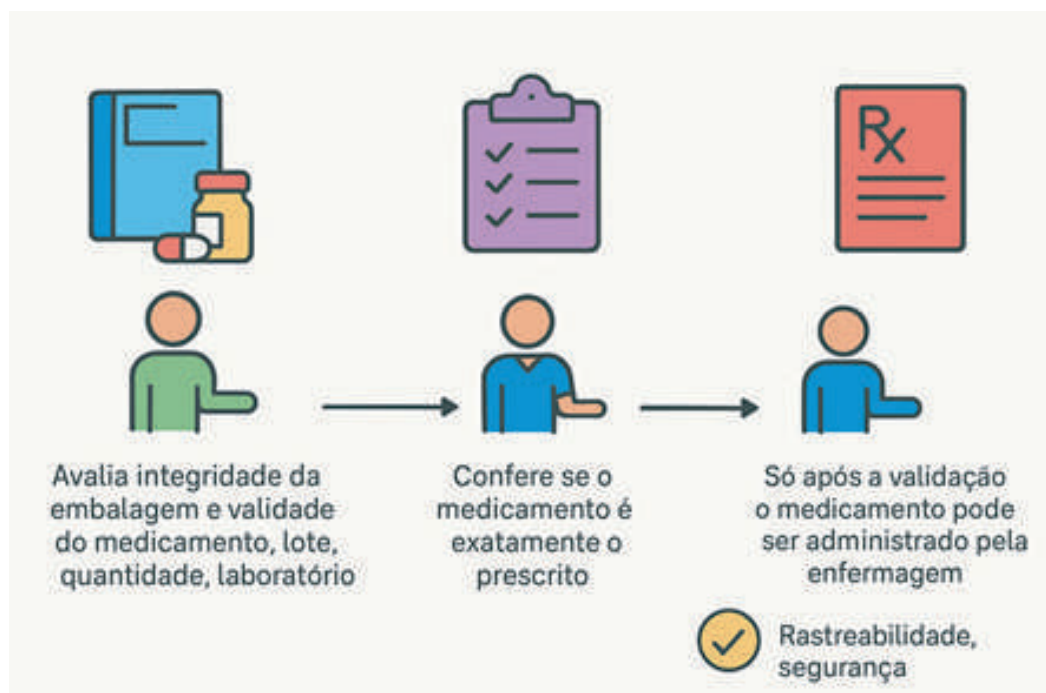 Rx
Avalia integridade da
embalagem e validade
do medicamento, lote,
quantidade, laboratório
Confere se o
medicamento é
exatamente o
prescrito
Só após a validação
o medicamento pode
ser administrado pela
enfermagem
Rastreabilidade,
segurança